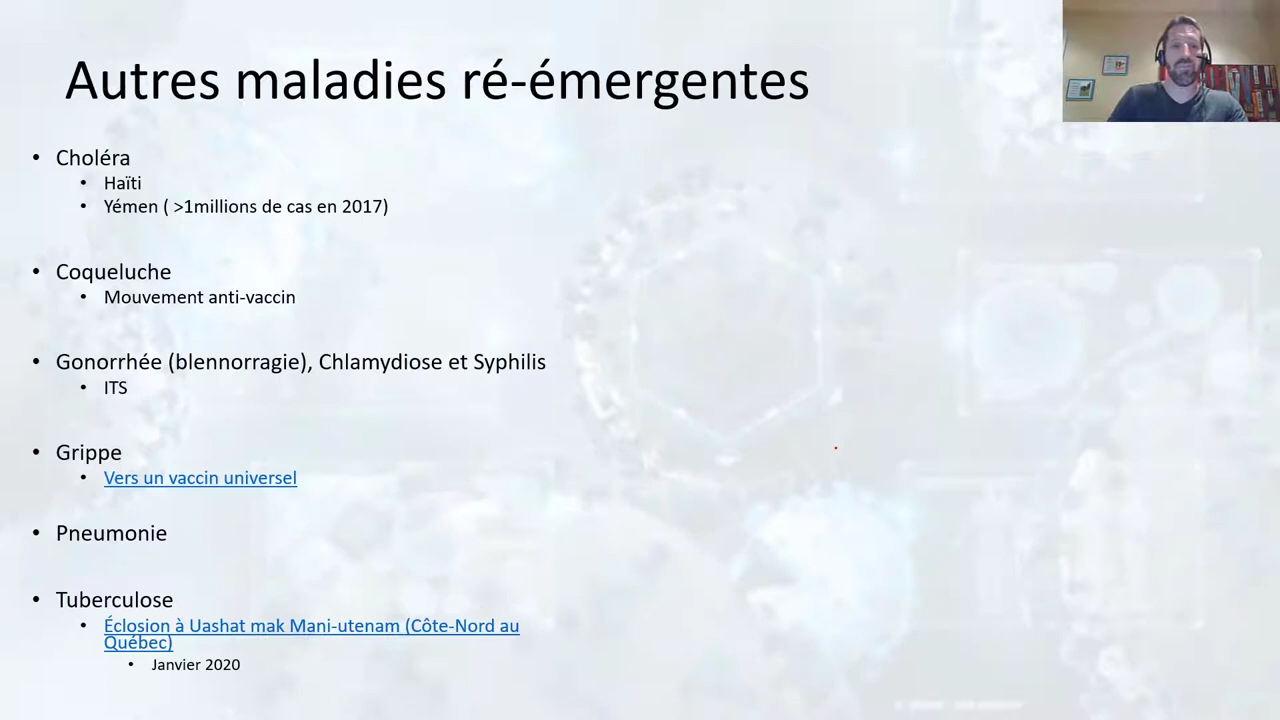 Autres maladies ré-émergentes
• Choléra
• Haïti
• Yémen ( >1millions de cas en 2017)
• Coqueluche
• Mouvement anti-vaccin
• Gonorrhée (blennorragie), Chlamydiose et Syphilis
• ITS
• Grippe
• Vers un vaccin universel
• Pneumonie
• Tuberculose
• Éclosion à Uashat mak Mani-utenam (Côte-Nord au
Québec)
• Janvier 2020